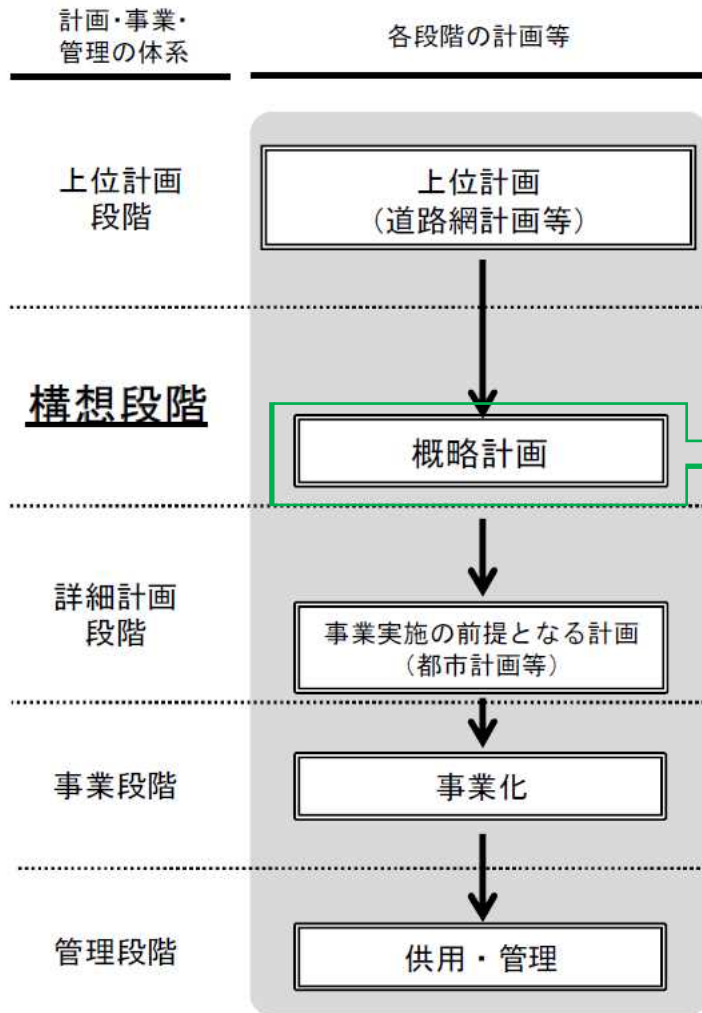 計画・事業・
管理の体系
各段階の計画等
上位計画
段階
上位計画
（道路網計画等）
構想段階
概略計画
詳細計画
段階
事業実施の前提となる計画
（都市計画等）
事業段階
事業化
管理段階
供用・管理